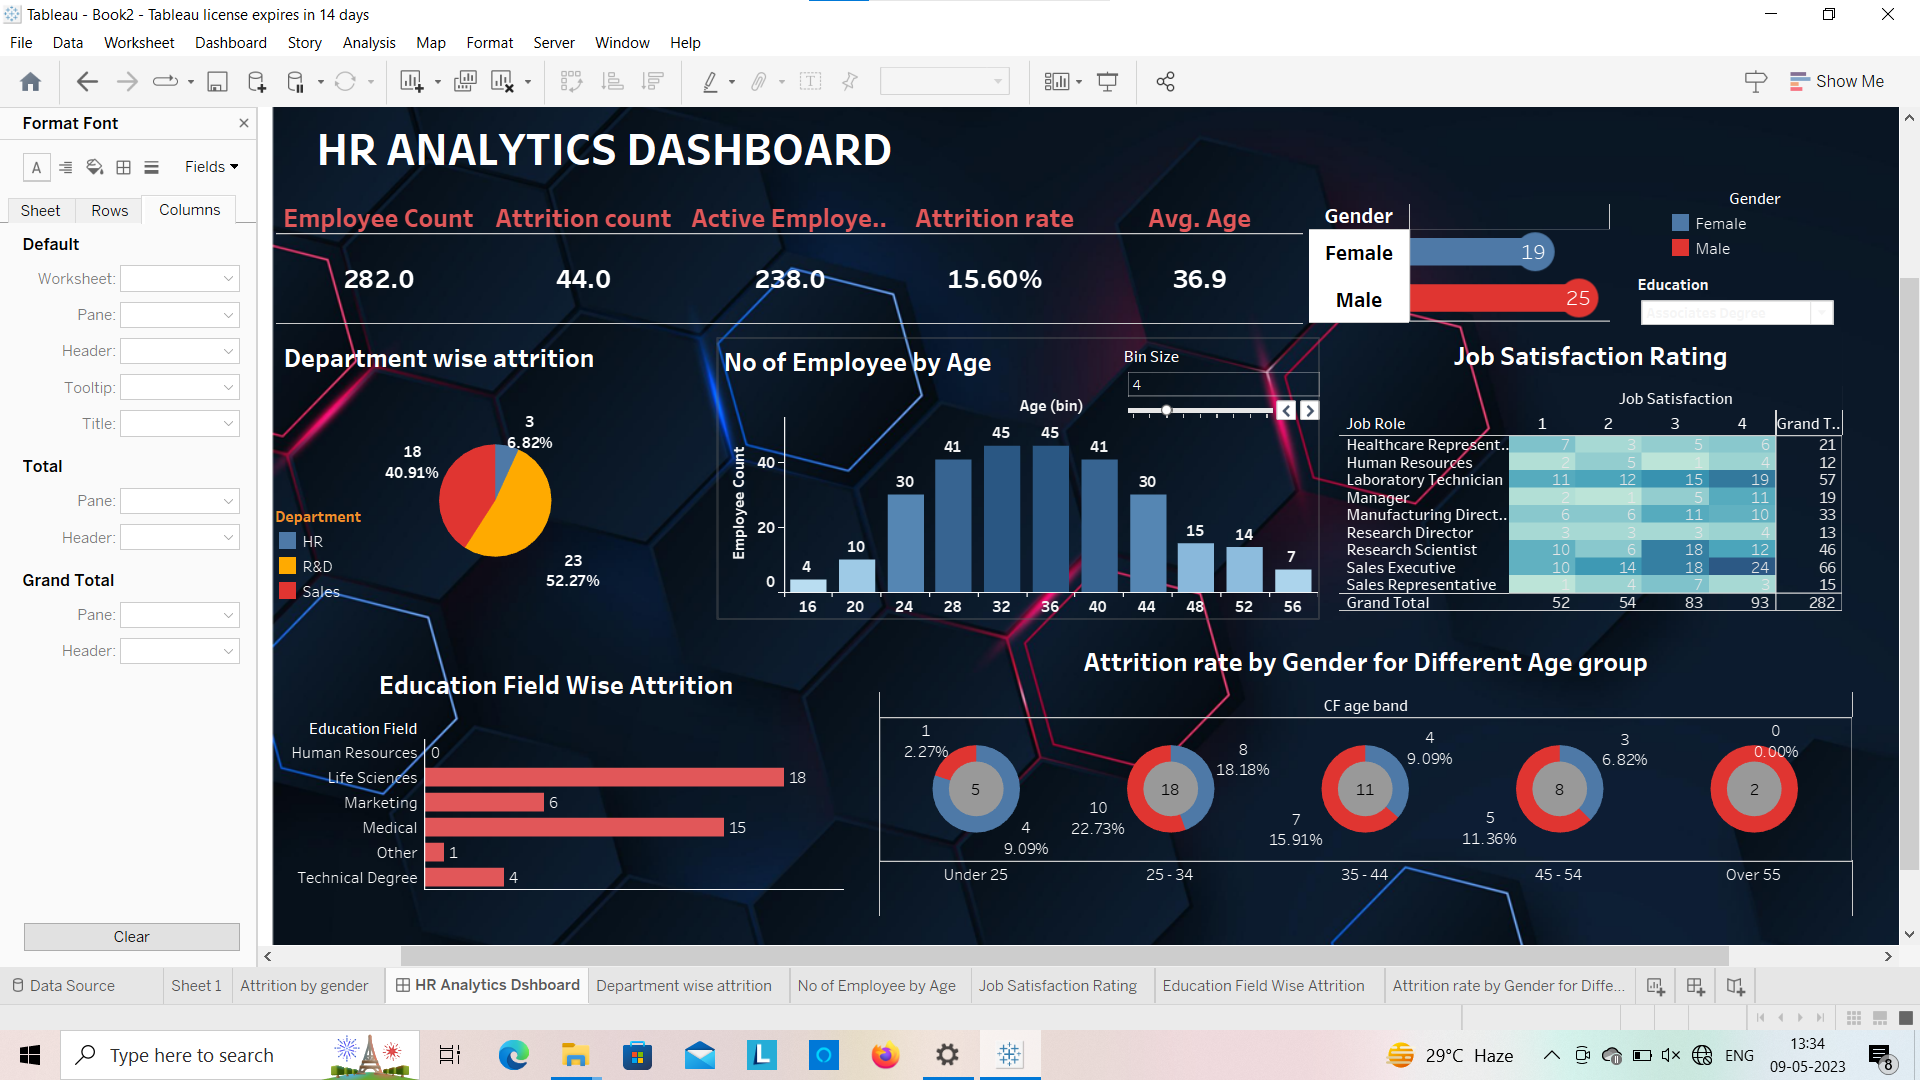 Tableau - Book2 - Tableau license expires in 14 days
File Data Worksheet Dashboard Story Analysis Map Format Server Window Help
Show Me
Format Font
Fields
Sheet Rows Columns
Default
Worksheet:
Pane:
Header:
Tooltip:
Title:
Total
Pane:
Header:
Grand Total
Pane:
Header:
Clear
HR ANALYTICS DASHBOARD
Employee Count Attrition count Active Employe.. Attrition rate Avg. Age
282.0 44.0 238.0 15.60% 36.9
Gender
Female 19
Male 25
Gender
Female
Male
Education
Associates Degree
Department wise attrition
3
6.82%
18
40.91%
23
52.27%
Department
HR
R&D
Sales
No of Employee by Age
Bin Size
4
Age (bin)
Employee Count
40
20
0
4 10 30 41 45 45 41 30 15 14 7
16 20 24 28 32 36 40 44 48 52 56
Job Satisfaction Rating
Job Satisfaction
Job Role 1 2 3 4 Grand T..
Healthcare Represent.. 7 3 5 6 21
Human Resources 2 5 1 4 12
Laboratory Technician 11 12 15 19 57
Manager 2 1 5 11 19
Manufacturing Direct.. 6 6 11 10 33
Research Director 3 3 3 4 13
Research Scientist 10 6 18 12 46
Sales Executive 10 14 18 24 66
Sales Representative 1 4 7 3 15
Grand Total 52 54 83 93 282
Education Field Wise Attrition
Education Field
Human Resources 0
Life Sciences 18
Marketing 6
Medical 15
Other 1
Technical Degree 4
Attrition rate by Gender for Different Age group
CF age band
1
2.27%
5
4
9.09%
8
18.18%
18
10
22.73%
4
9.09%
11
7
15.91%
3
6.82%
8
5
11.36%
0
0.00%
2
Under 25 25 - 34 35 - 44 45 - 54 Over 55
Data Source Sheet 1 Attrition by gender HR Analytics Dshboard Department wise attrition No of Employee by Age Job Satisfaction Rating Education Field Wise Attrition Attrition rate by Gender for Diffe...
Type here to search
L
29°C Haze
ENG
13:34
09-05-2023
8